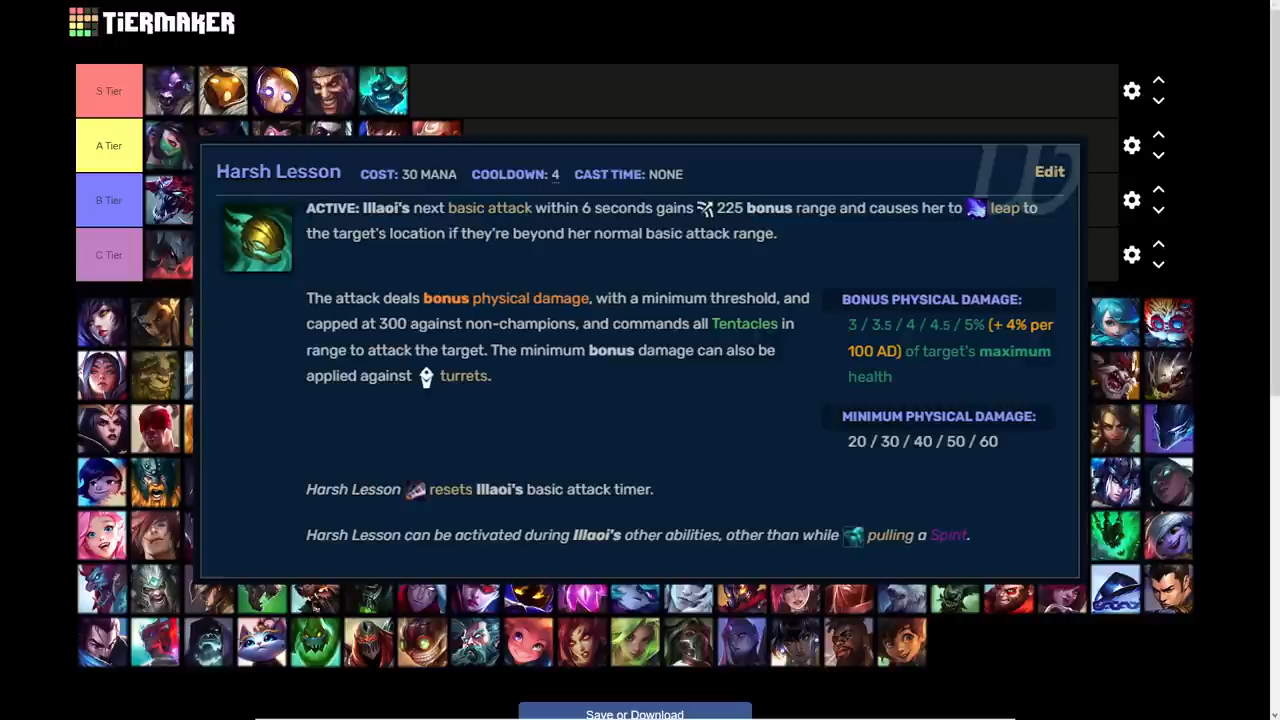 TiERMAKER
S Tier
A Tier
Harsh Lesson COST: 30 MANA COOLDOWN: 4 CAST TIME: NONE Edit
B Tier
ACTIVE: Illaoi's next basic attack within 6 seconds gains 225 bonus range and causes her to leap to
the target's location if they're beyond her normal basic attack range.
C Tier
The attack deals bonus physical damage, with a minimum threshold, and
capped at 300 against non-champions, and commands all Tentacles in
range to attack the target. The minimum bonus damage can also be
applied against turrets.
BONUS PHYSICAL DAMAGE:
3 / 3.5 / 4 / 4.5 / 5% (+ 4% per
100 AD) of target's maximum
health
MINIMUM PHYSICAL DAMAGE:
20 / 30 / 40 / 50 / 60
Harsh Lesson resets Illaoi's basic attack timer.
Harsh Lesson can be activated during Illaoi's other abilities, other than while pulling a Spirit.
Save or Download